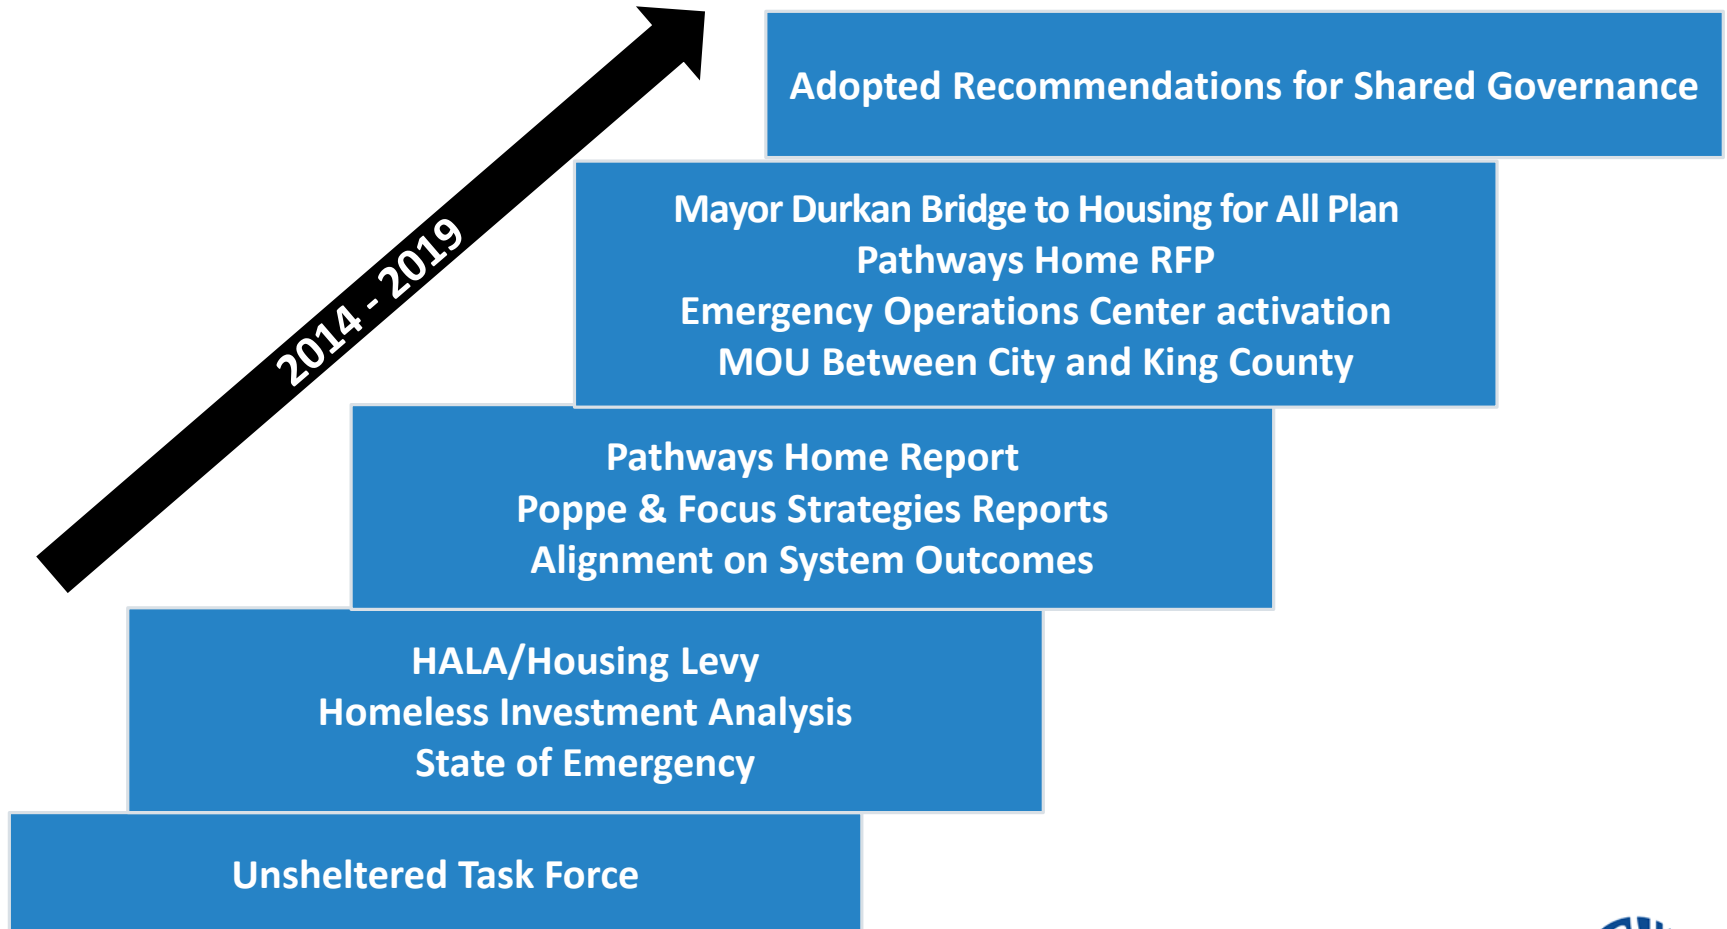 Adopted Recommendations for Shared Governance
Mayor Durkan Bridge to Housing for All Plan
Pathways Home RFP
Emergency Operations Center activation
MOU Between City and King County
2014 - 2019
Pathways Home Report
Poppe & Focus Strategies Reports
Alignment on System Outcomes
HALA/Housing Levy
Homeless Investment Analysis
State of Emergency
Unsheltered Task Force